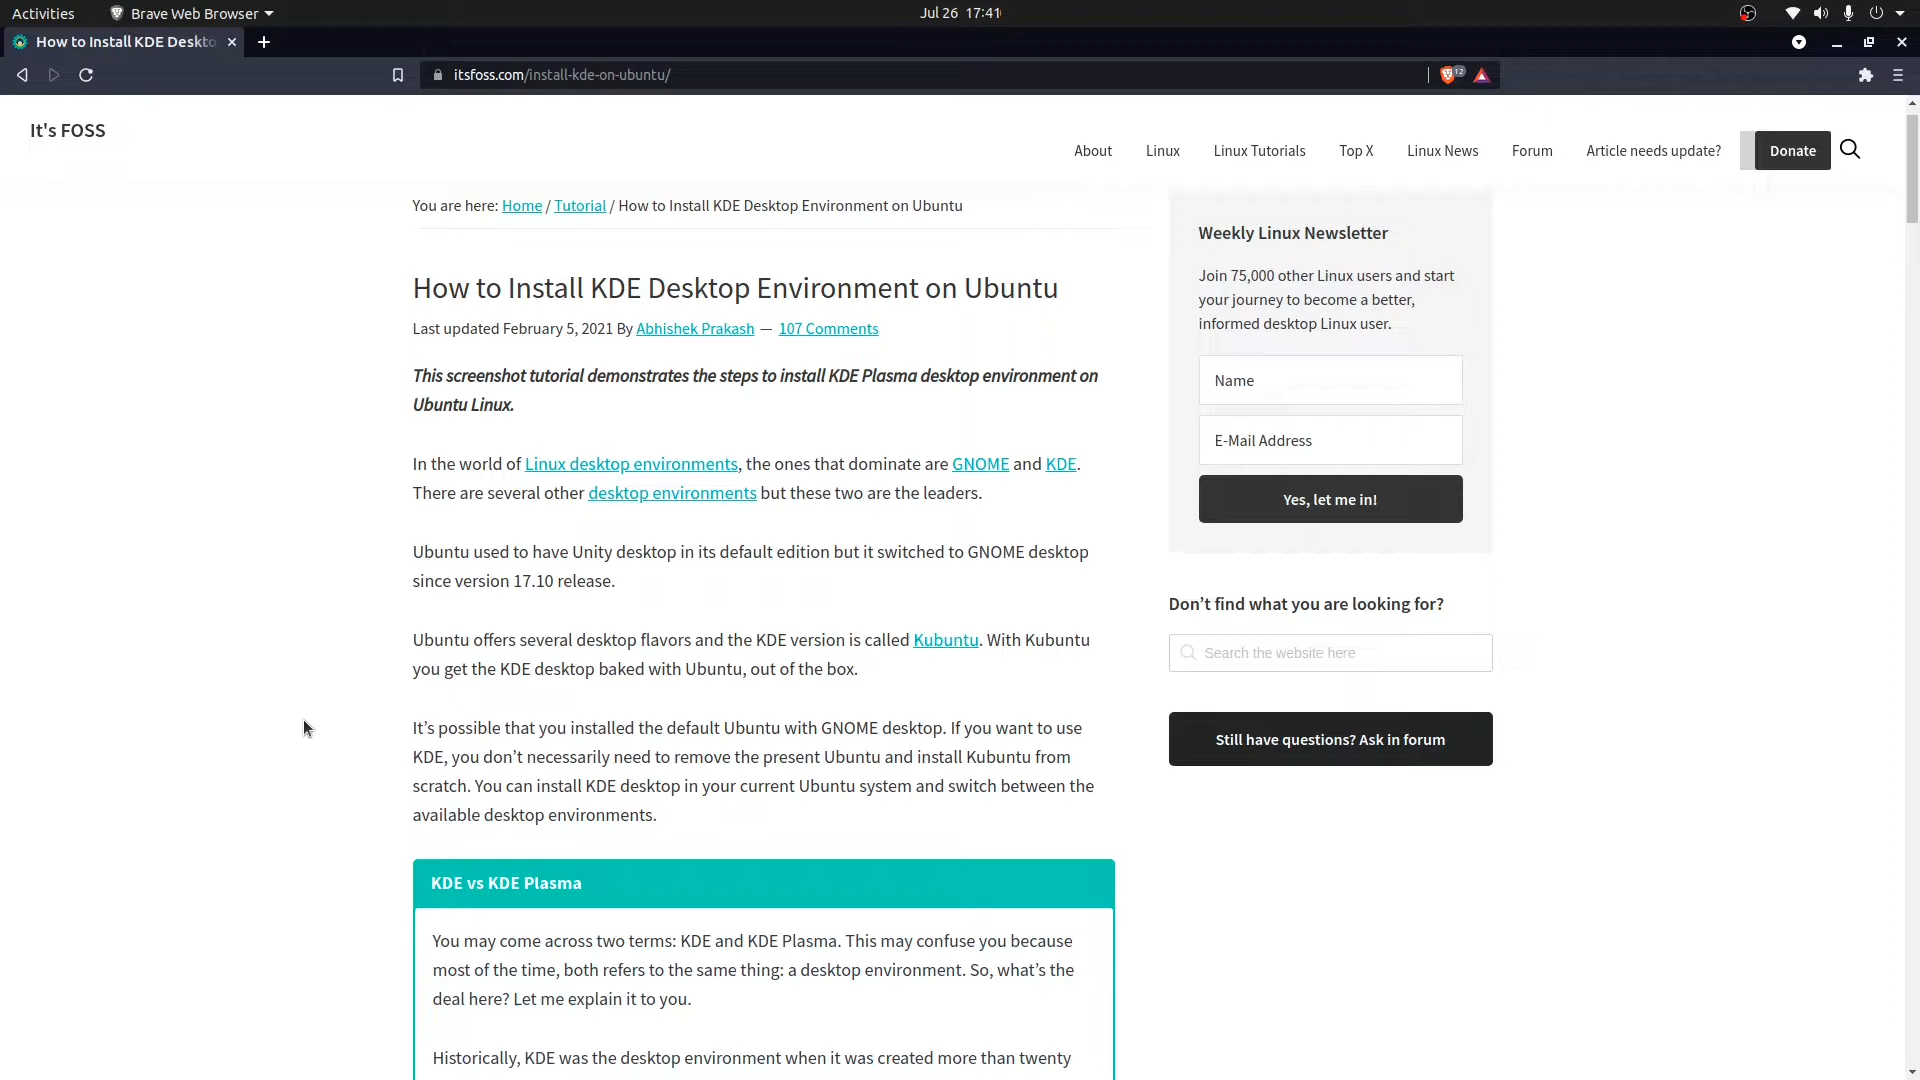 Activities
Brave Web Browser
Jul 26 17:41
How to Install KDE Deskto
itsfoss.com/install-kde-on-ubuntu/
12
It's FOSS
About
Linux
Linux Tutorials
Top X
Linux News
Forum
Article needs update?
Donate
You are here: Home / Tutorial / How to Install KDE Desktop Environment on Ubuntu
How to Install KDE Desktop Environment on Ubuntu
Last updated February 5, 2021 By Abhishek Prakash — 107 Comments
This screenshot tutorial demonstrates the steps to install KDE Plasma desktop environment on
Ubuntu Linux.
In the world of Linux desktop environments, the ones that dominate are GNOME and KDE.
There are several other desktop environments but these two are the leaders.
Ubuntu used to have Unity desktop in its default edition but it switched to GNOME desktop
since version 17.10 release.
Ubuntu offers several desktop flavors and the KDE version is called Kubuntu. With Kubuntu
you get the KDE desktop baked with Ubuntu, out of the box.
It’s possible that you installed the default Ubuntu with GNOME desktop. If you want to use
KDE, you don’t necessarily need to remove the present Ubuntu and install Kubuntu from
scratch. You can install KDE desktop in your current Ubuntu system and switch between the
available desktop environments.
KDE vs KDE Plasma
You may come across two terms: KDE and KDE Plasma. This may confuse you because
most of the time, both refers to the same thing: a desktop environment. So, what’s the
deal here? Let me explain it to you.
Historically, KDE was the desktop environment when it was created more than twenty
Weekly Linux Newsletter
Join 75,000 other Linux users and start
your journey to become a better,
informed desktop Linux user.
Name
E-Mail Address
Yes, let me in!
Don’t find what you are looking for?
Search the website here
Still have questions? Ask in forum